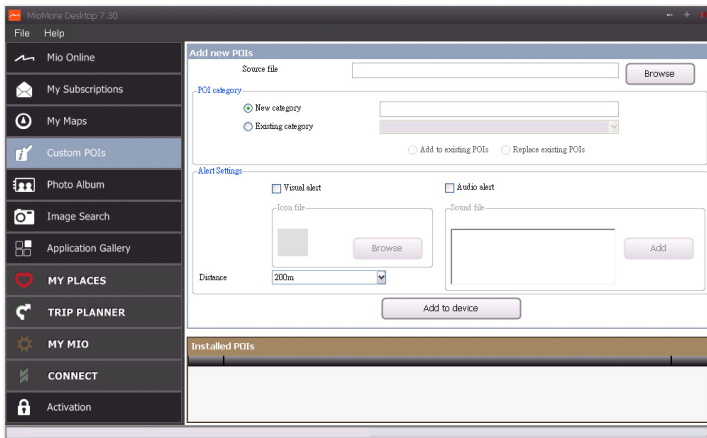 MioMore Desktop 7.30
File Help
Mio Online
My Subscriptions
My Maps
Custom POIs
Photo Album
Image Search
Application Gallery
MY PLACES
TRIP PLANNER
MY MIO
CONNECT
Activation
Add new POIs
Source file
Browse
POI category
New category
Existing category
Add to existing POIs Replace existing POIs
Alert Settings
Visual alert Audio alert
Icon file Sound file
Browse Add
Distance 200m
Add to device
Installed POIs